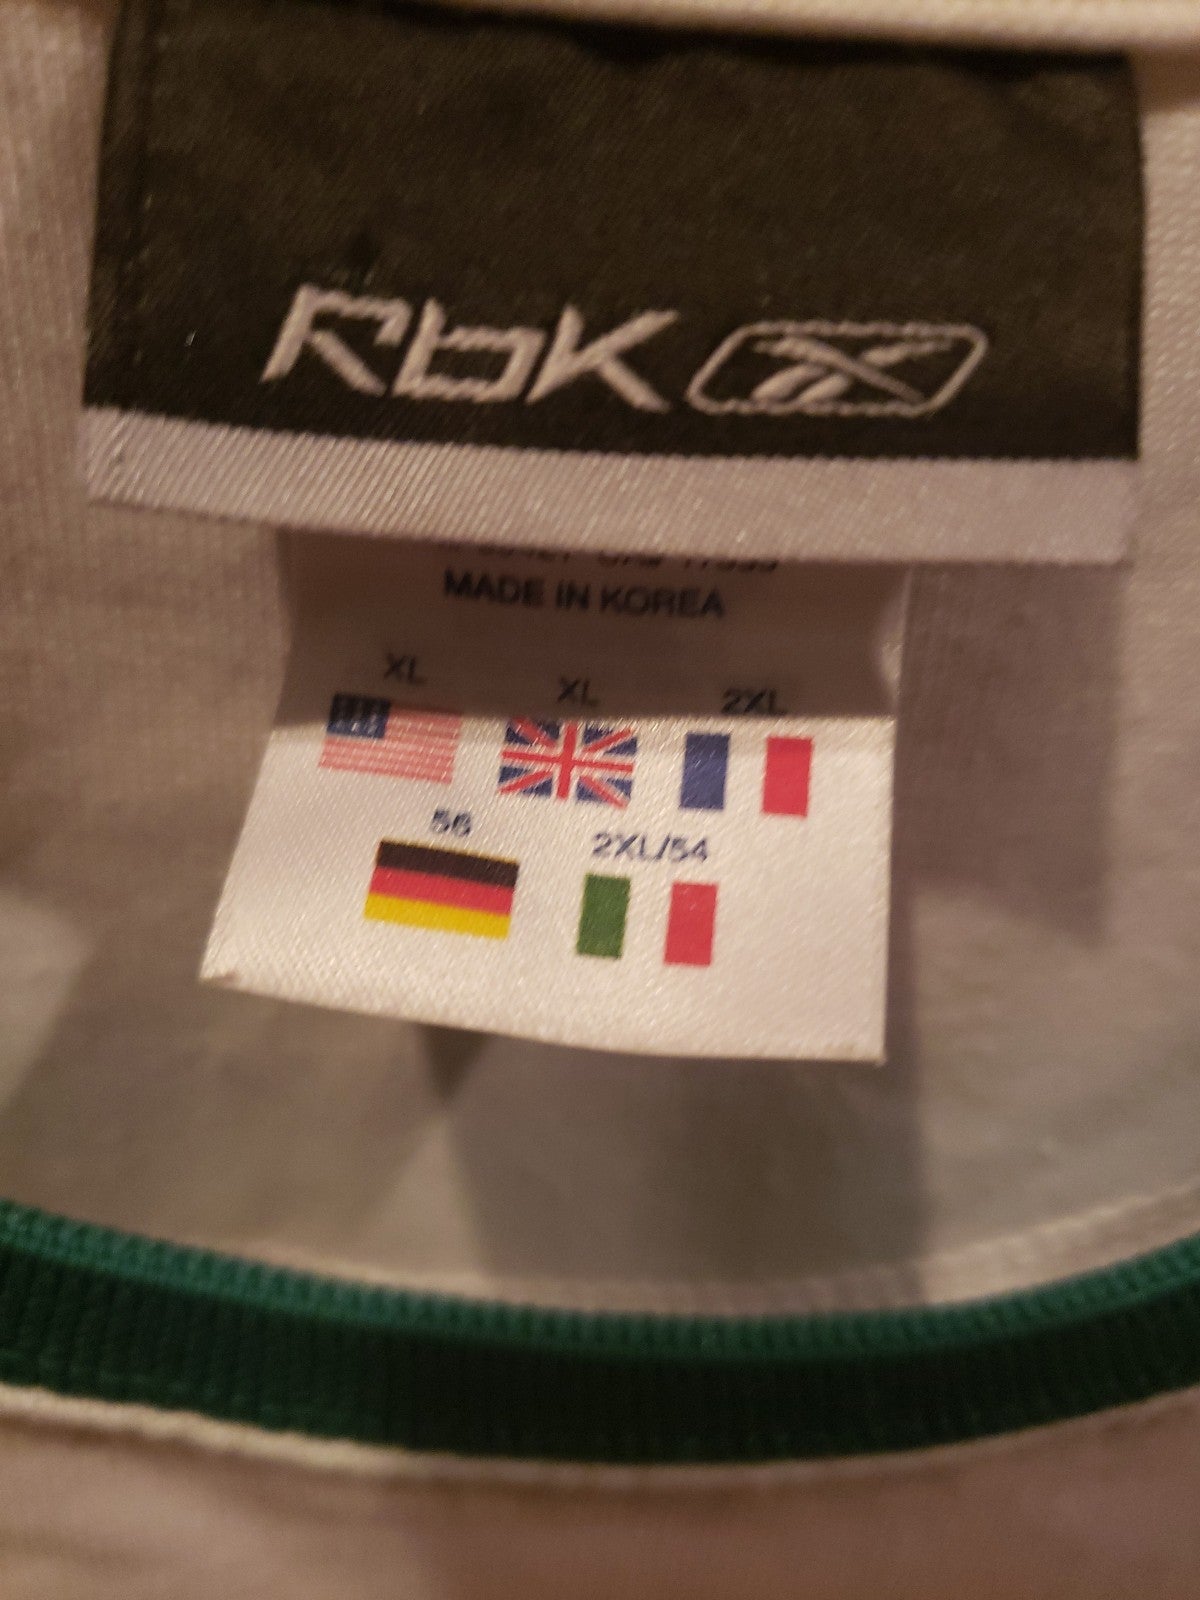 Rbk
MADE IN KOREA
XL XL 2XL
56 2XL/54